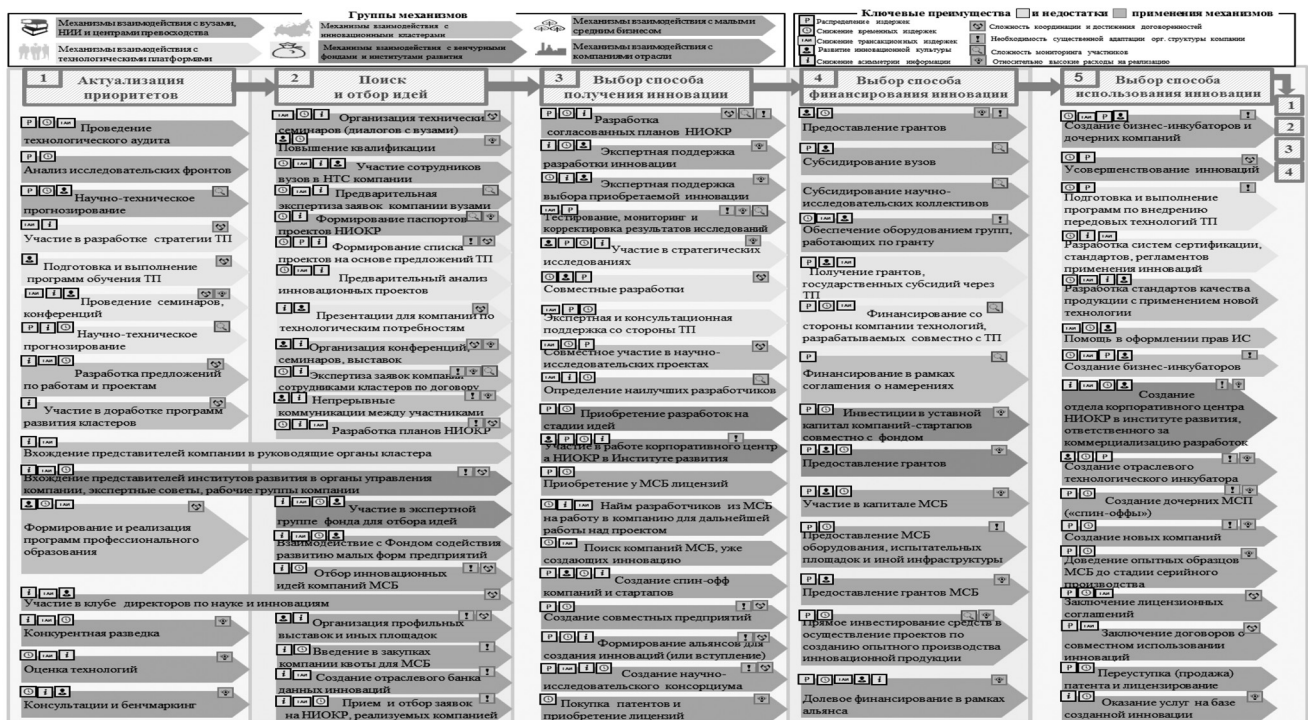 Группы механизмов
Механизмы взаимодействия с вузами,
НИИ и центрами превосходства
Механизмы взаимодействия с
технологическими платформами
Механизмы взаимодействия с
инновационными кластерами
Механизмы взаимодействия с венчурными
фондами и институтами развития
Механизмы взаимодействия с малым и
средним бизнесом
Механизмы взаимодействия с
компаниями отрасли
Ключевые преимущества и недостатки применения механизмов
Распределение издержек
Снижение временных издержек
Снижение транзакционных издержек
Развитие инновационной культуры
Снижение асимметрии информации
Сложность координации и достижения договоренностей
Необходимость существенной адаптации орг. структуры компании
Сложность мониторинга участников
Относительно высокие расходы на реализацию
1 Актуализация
приоритетов
Проведение
технологического аудита
Анализ исследовательских фронтов
Научно-техническое
прогнозирование
Участие в разработке стратегии ТП
Подготовка и выполнение
программ обучения ТП
Проведение семинаров,
конференций
Научно-техническое
прогнозирование
Разработка предложений
по работам и проектам
Участие в доработке программ
развития кластеров
Вхождение представителей компании в руководящие органы кластера
Вхождение представителей институтов развития в органы управления
компании, экспертные советы, рабочие группы компании
Формирование и реализация
программ профессионального
образования
Участие в клубе директоров по науке и инновациям
Конкурентная разведка
Оценка технологий
Консультации и бенчмаркинг
2 Поиск
и отбор идей
Организация технически
семинаров (диалогов с вузами)
Повышение квалификации
Участие сотрудников
вузов в НТС компании
Предварительная
экспертиза заявок компании вузами
Формирование паспортов
проектов НИОКР
Формирование списка
проектов на основе предложений ТП
Предварительный анализ
инновационных проектов
Презентации для компании по
технологическим потребностям
Организация конференций,
семинаров, выставок
Экспертиза заявок компани
сотрудниками кластеров по договору
Непрерывные
коммуникации между участниками
Разработка планов НИОКР
Участие в экспертной
группе фонда для отбора идей
Взаимодействие с Фондом содействия
развитию малых форм предприятий
Отбор инновационных
идей компаний МСБ
Организация профильных
выставок и иных площадок
Введение в закупках
компании квоты для МСБ
Создание отраслевого банка
данных инноваций
Прием и отбор заявок
на НИОКР, реализуемых компанией
3 Выбор способа
получения инновации
Разработка
согласованных планов НИОКР
Экспертная поддержка
разработки инновации
Экспертная поддержка
выбора приобретаемой инновации
Тестирование, мониторинг и
корректировка результатов исследований
Участие в стратегических
исследованиях
Совместные разработки
Экспертная и консультационная
поддержка со стороны ТП
Совместное участие в научно-
исследовательских проектах
Определение наилучших разработчиков
Приобретение разработок на
стадии идей
Участие в работе корпоративного центр
а НИОКР в Институте развития
Приобретение у МСБ лицензий
Найм разработчиков из МСБ
на работу в компанию для дальнейшей
работы над проектом
Поиск компаний МСБ, уже
создающих инновацию
Создание спин-офф
компаний и стартапов
Создание совместных предприятий
Формирование альянсов для
создания инноваций (или вступление)
Создание научно-
исследовательского консорциума
Покупка патентов и
приобретение лицензий
4 Выбор способа
финансирования инновации
Предоставление грантов
Субсидирование вузов
Субсидирование научно-
исследовательских коллективов
Обеспечение оборудованием групп,
работающих по гранту
Получение грантов,
государственных субсидий через
ТП
Финансирование со
стороны компании технологий,
разрабатываемых совместно с ТП
Финансирование в рамках
соглашения о намерениях
Инвестиции в уставной
капитал компаний-стартапов
совместно с фондом
Предоставление грантов
Участие в капитале МСБ
Предоставление МСБ
оборудования, испытательных
площадок и иной инфраструктуры
Предоставление грантов МСБ
Прямое инвестирование средств в
осуществление проектов по
созданию опытного производства
инновационной продукции
Долевое финансирование в рамках
альянса
5 Выбор способа
использования инновации
1
2
3
4
Создание бизнес-инкубаторов и
дочерних компаний
Усовершенствование инноваций
Подготовка и выполнение
программ по внедрению
передовых технологий ТП
Разработка систем сертификации,
стандартов, регламентов
применения инноваций
Разработка стандартов качества
продукции с применением новой
технологии
Помощь в оформлении прав ИС
Создание бизнес-инкубаторов
Создание
отдела корпоративного центра
НИОКР в институте развития,
ответственного за
коммерциализацию разработок
Создание отраслевого
технологического инкубатора
Создание дочерних МСП
(«спин-оффы»)
Создание новых компаний
Доведение опытных образцов
МСБ до стадии серийного
производства
Заключение лицензионных
соглашений
Заключение договоров о
совместном использовании
инноваций
Переуступка (продажа)
патента и лицензирование
Оказание услуг на базе
созданной инновации